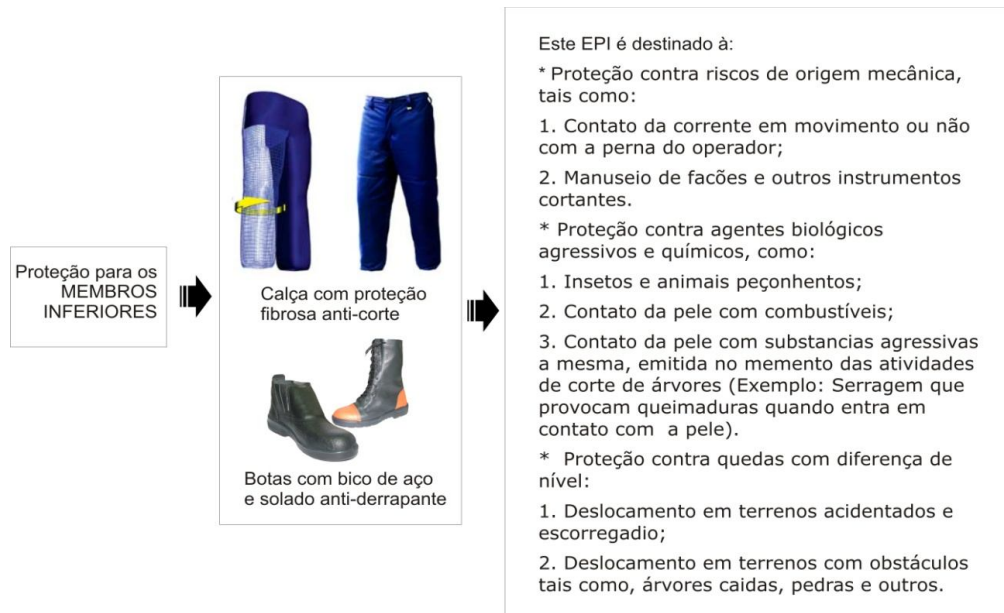 Proteção para os
MEMBROS
INFERIORES
Calça com proteção
fibrosa anti-corte
Botas com bico de aço
e solado anti-derrapante
Este EPI é destinado à:
* Proteção contra riscos de origem mecânica,
tais como:
1. Contato da corrente em movimento ou não
com a perna do operador;
2. Manuseio de facões e outros instrumentos
cortantes.
* Proteção contra agentes biológicos
agressivos e químicos, como:
1. Insetos e animais peçonhentos;
2. Contato da pele com combustíveis;
3. Contato da pele com substancias agressivas
a mesma, emitida no memento das atividades
de corte de árvores (Exemplo: Serragem que
provocam queimaduras quando entra em
contato com a pele).
* Proteção contra quedas com diferença de
nível:
1. Deslocamento em terrenos acidentados e
escorregadio;
2. Deslocamento em terrenos com obstáculos
tais como, árvores caidas, pedras e outros.